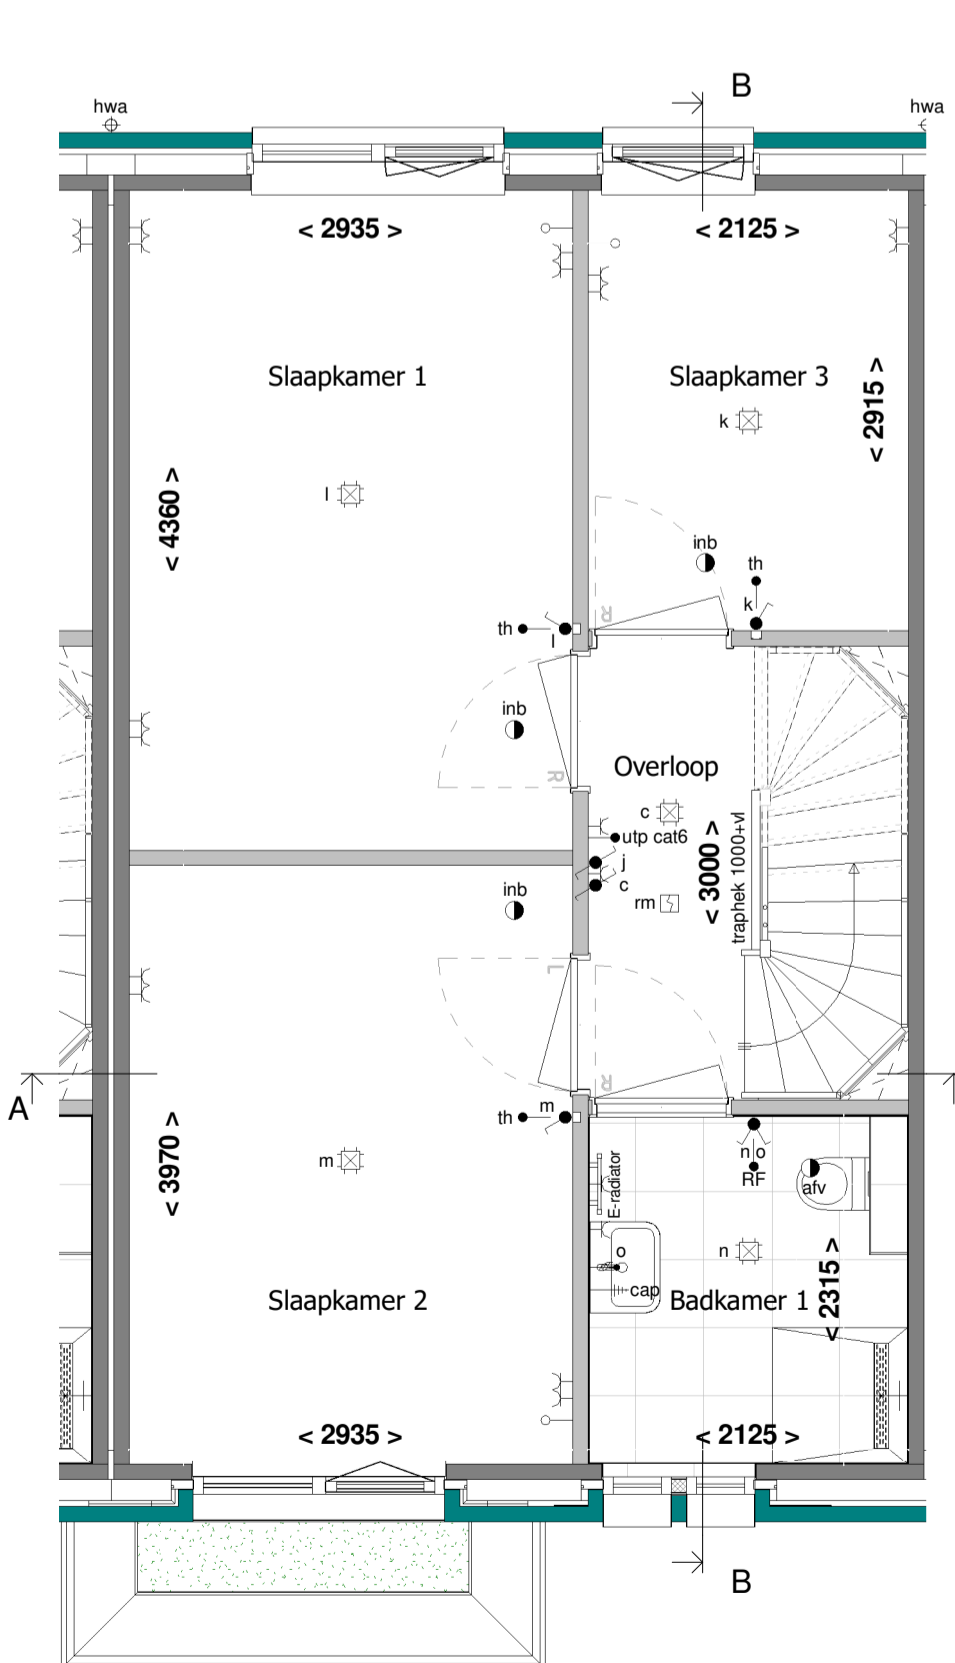 B
hwa
hwa
< 2935 >
< 2125 >
Slaapkamer 1
Slaapkamer 3
< 2915 >
k
l
< 4360 >
inb
th
k
R
th
l
inb
R
Overloop
c
utp cat6
j
c
rm
< 3000 >
traphek 1000+vl
inb
L
R
A
th
m
n o
RF
afv
E-radiator
< 3970 >
m
o
n
cap
Slaapkamer 2
Badkamer 1
< 2315 >
< 2935 >
< 2125 >
B